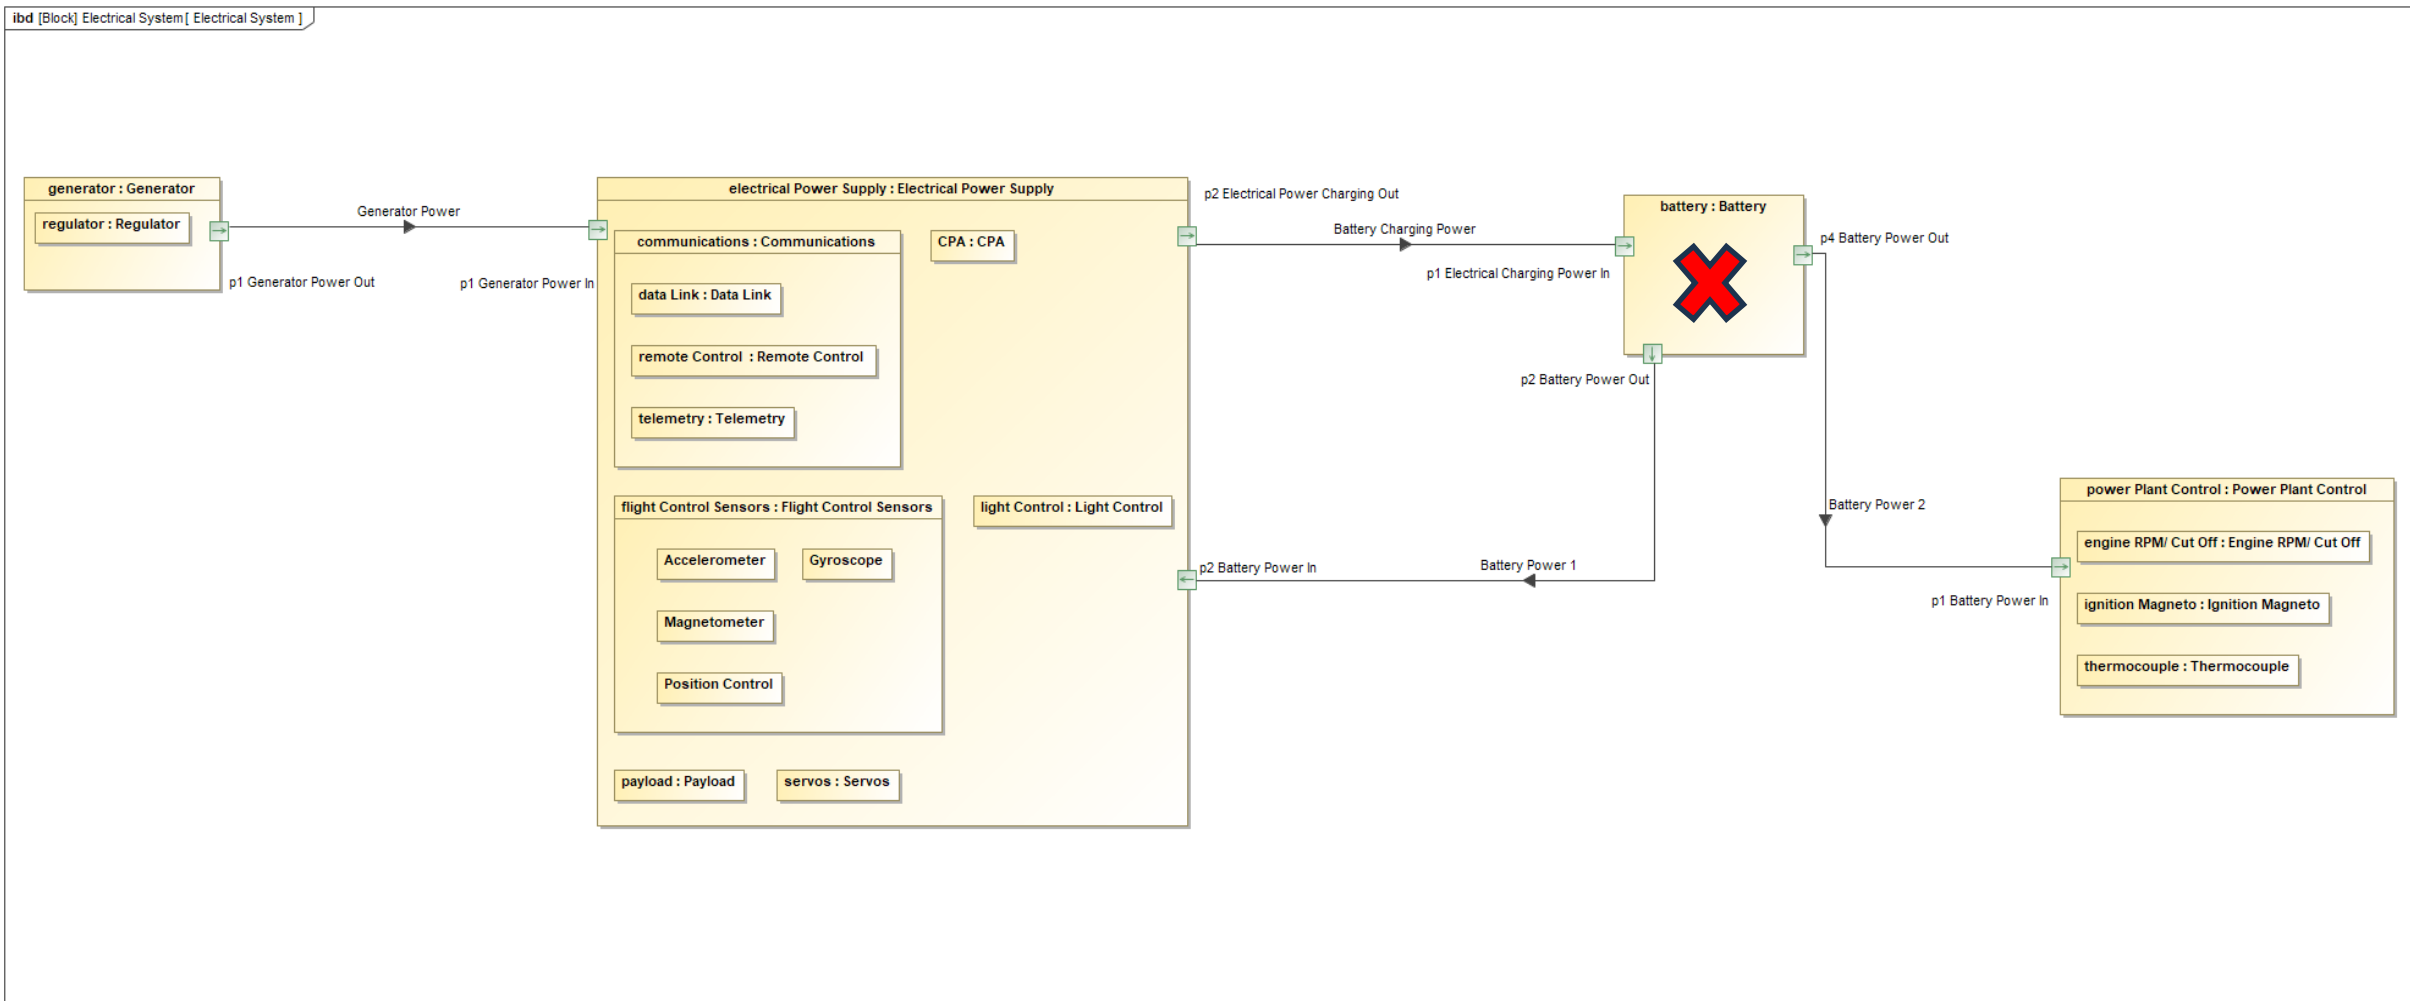 ibd [Block] Electrical System[ Electrical System ]
generator : Generator
regulator : Regulator
p1 Generator Power Out
Generator Power
p1 Generator Power In
electrical Power Supply : Electrical Power Supply
communications : Communications
data Link : Data Link
remote Control  : Remote Control
telemetry : Telemetry
CPA : CPA
flight Control Sensors : Flight Control Sensors
Accelerometer
Gyroscope
Magnetometer
Position Control
light Control : Light Control
payload : Payload
servos : Servos
p2 Electrical Power Charging Out
Battery Charging Power
p1 Electrical Charging Power In
battery : Battery
p4 Battery Power Out
p2 Battery Power Out
p2 Battery Power In
Battery Power 1
Battery Power 2
p1 Battery Power In
power Plant Control : Power Plant Control
engine RPM/ Cut Off : Engine RPM/ Cut Off
ignition Magneto : Ignition Magneto
thermocouple : Thermocouple